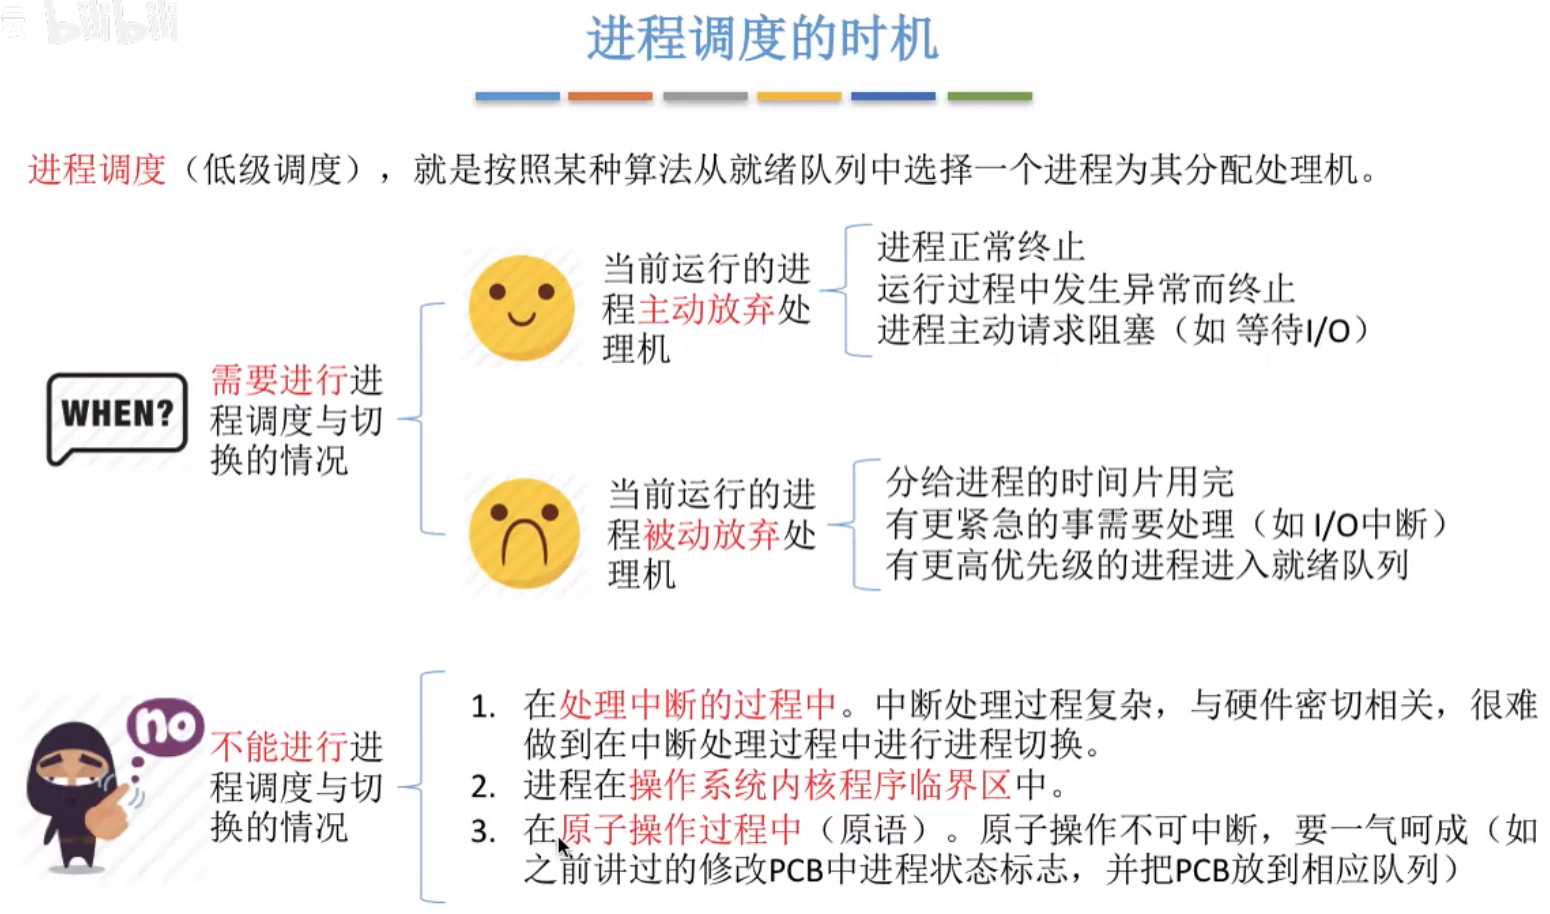 bilibili
进程调度的时机
进程调度（低级调度），就是按照某种算法从就绪队列中选择一个进程为其分配处理机。
WHEN?
需要进行进
程调度与切
换的情况
当前运行的进
程主动放弃处
理机
进程正常终止
运行过程中发生异常而终止
进程主动请求阻塞（如 等待I/O）
当前运行的进
程被动放弃处
理机
分给进程的时间片用完
有更紧急的事需要处理（如 I/O中断）
有更高优先级的进程进入就绪队列
no
不能进行进
程调度与切
换的情况
1. 在处理中断的过程中。中断处理过程复杂，与硬件密切相关，很难
做到在中断处理过程中进行进程切换。
2. 进程在操作系统内核程序临界区中。
3. 在原子操作过程中（原语）。原子操作不可中断，要一气呵成（如
之前讲过的修改PCB中进程状态标志，并把PCB放到相应队列）